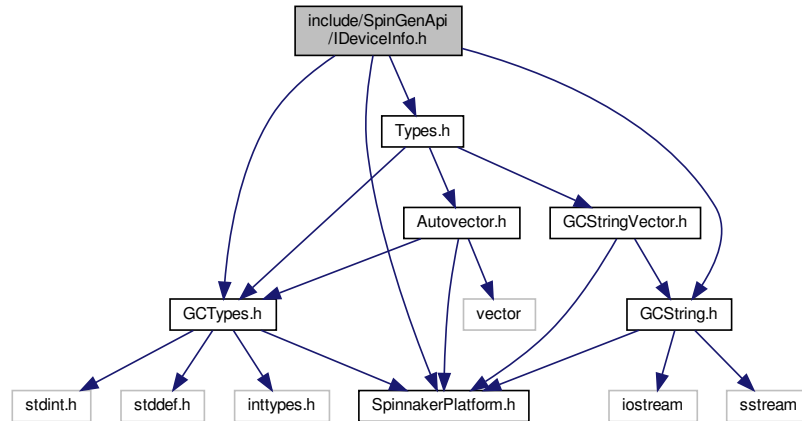 include/SpinGenApi
/IDeviceInfo.h
Types.h
Autovector.h
GCStringVector.h
GCTypes.h
vector
GCString.h
stdint.h
stddef.h
inttypes.h
SpinnakerPlatform.h
iostream
sstream